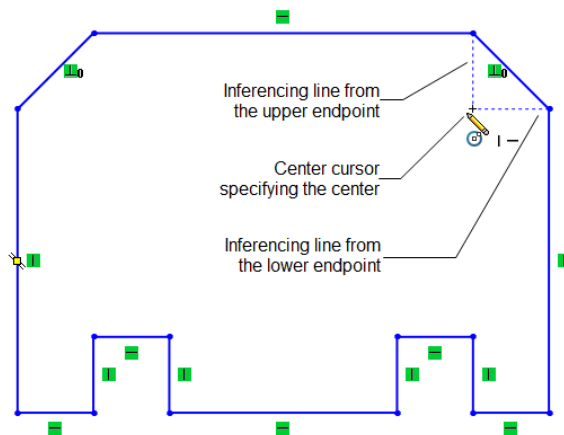 Inferencing line from
the upper endpoint
Center cursor
specifying the center
Inferencing line from
the lower endpoint